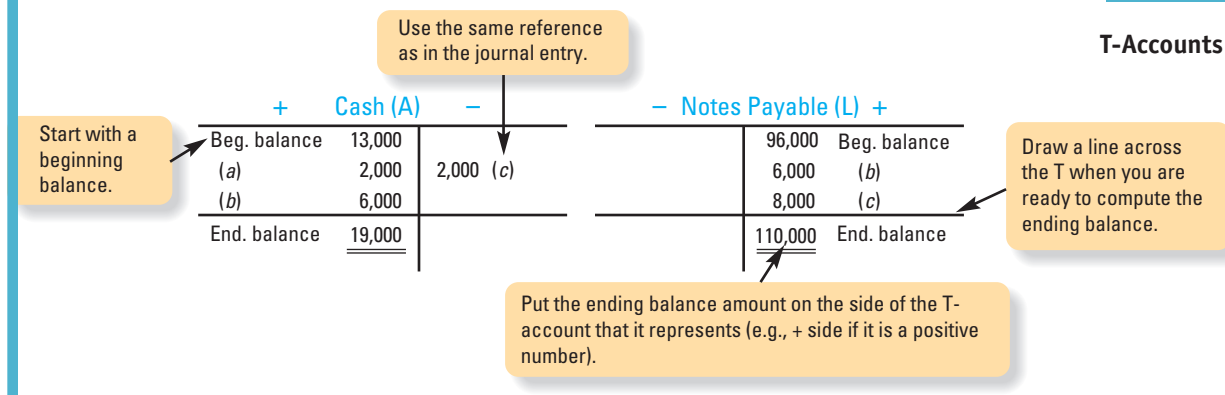 Use the same reference
as in the journal entry.
T-Accounts
+ Cash (A) –
– Notes Payable (L) +
Start with a
beginning
balance.
Beg. balance 13,000
(a) 2,000 2,000 (c)
(b) 6,000
End. balance 19,000
96,000 Beg. balance
6,000 (b)
8,000 (c)
110,000 End. balance
Draw a line across
the T when you are
ready to compute the
ending balance.
Put the ending balance amount on the side of the T-
account that it represents (e.g., + side if it is a positive
number).